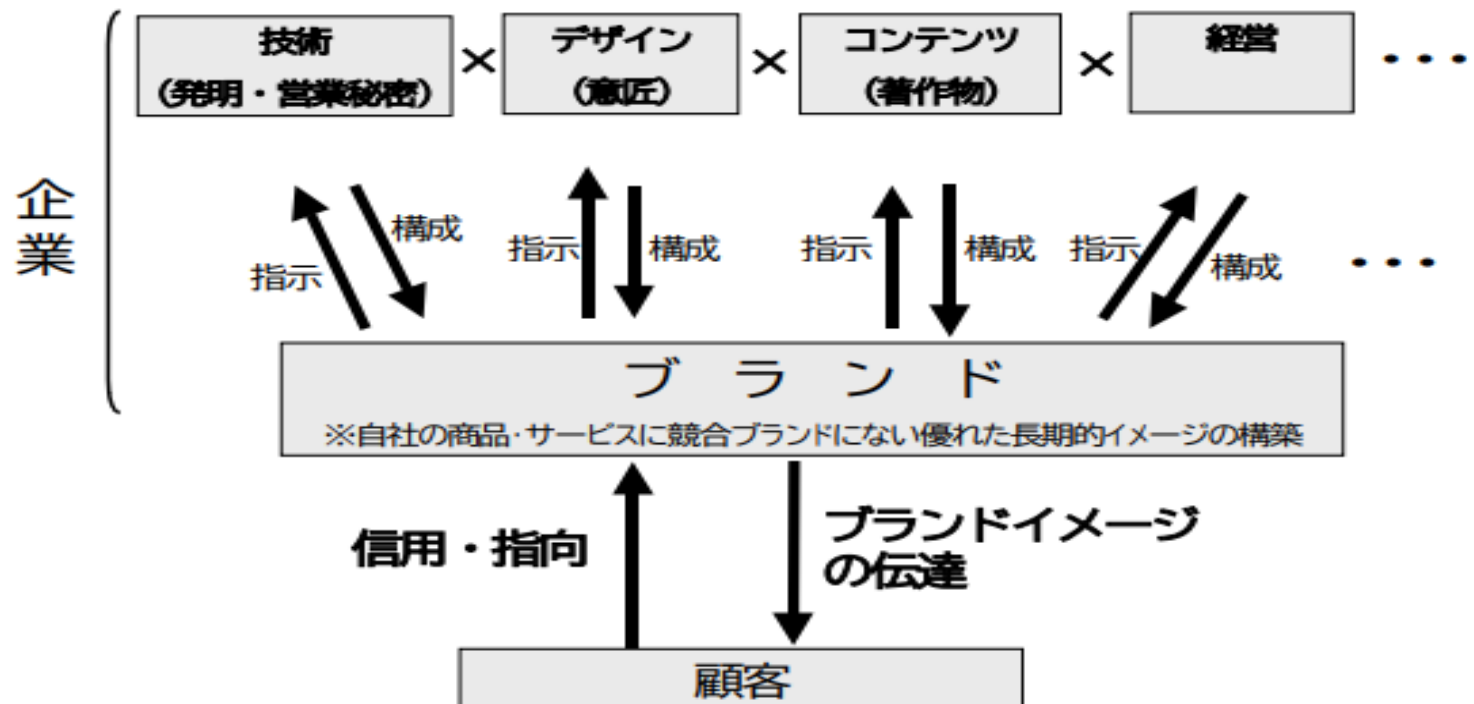 技術
(発明・営業秘密)
×
デザイン
(意匠)
×
コンテンツ
(著作物)
×
経営
・・・
企業
指示
構成
指示
構成
指示
構成
指示
構成
・・・
ブランド
※自社の商品・サービスに競合ブランドにない優れた長期的イメージの構築
信用・指向
ブランドイメージ
の伝達
顧客